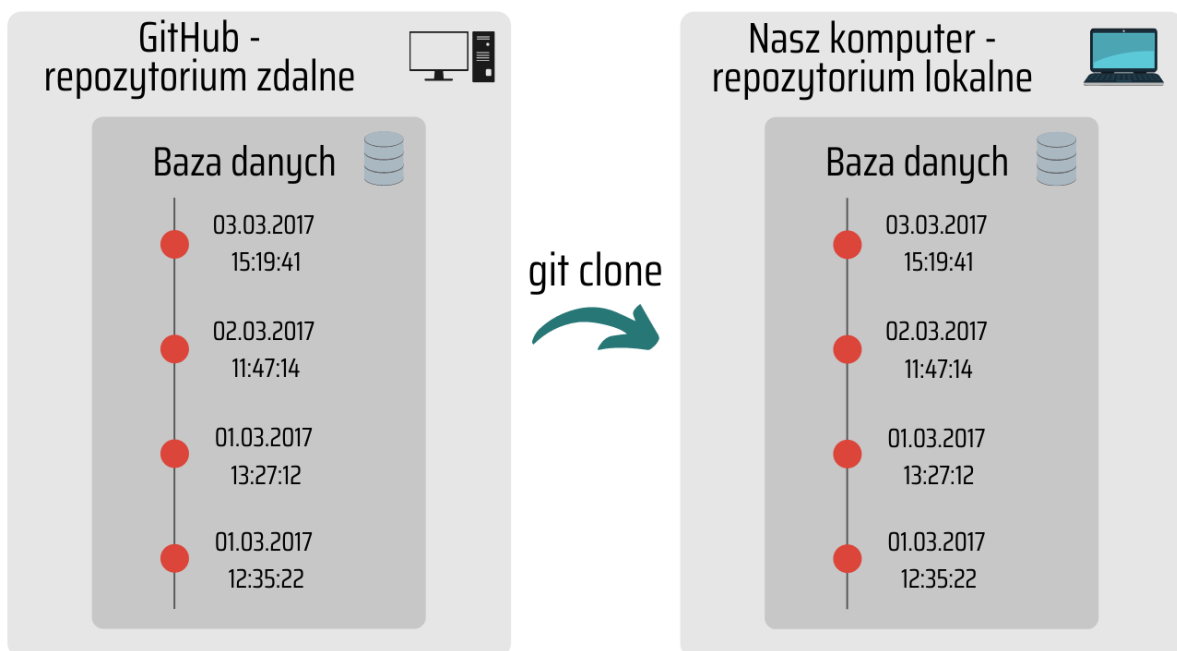 GitHub -
repozytorium zdalne
Baza danych
03.03.2017
15:19:41
02.03.2017
11:47:14
01.03.2017
13:27:12
01.03.2017
12:35:22
git clone
Nasz komputer -
repozytorium lokalne
Baza danych
03.03.2017
15:19:41
02.03.2017
11:47:14
01.03.2017
13:27:12
01.03.2017
12:35:22